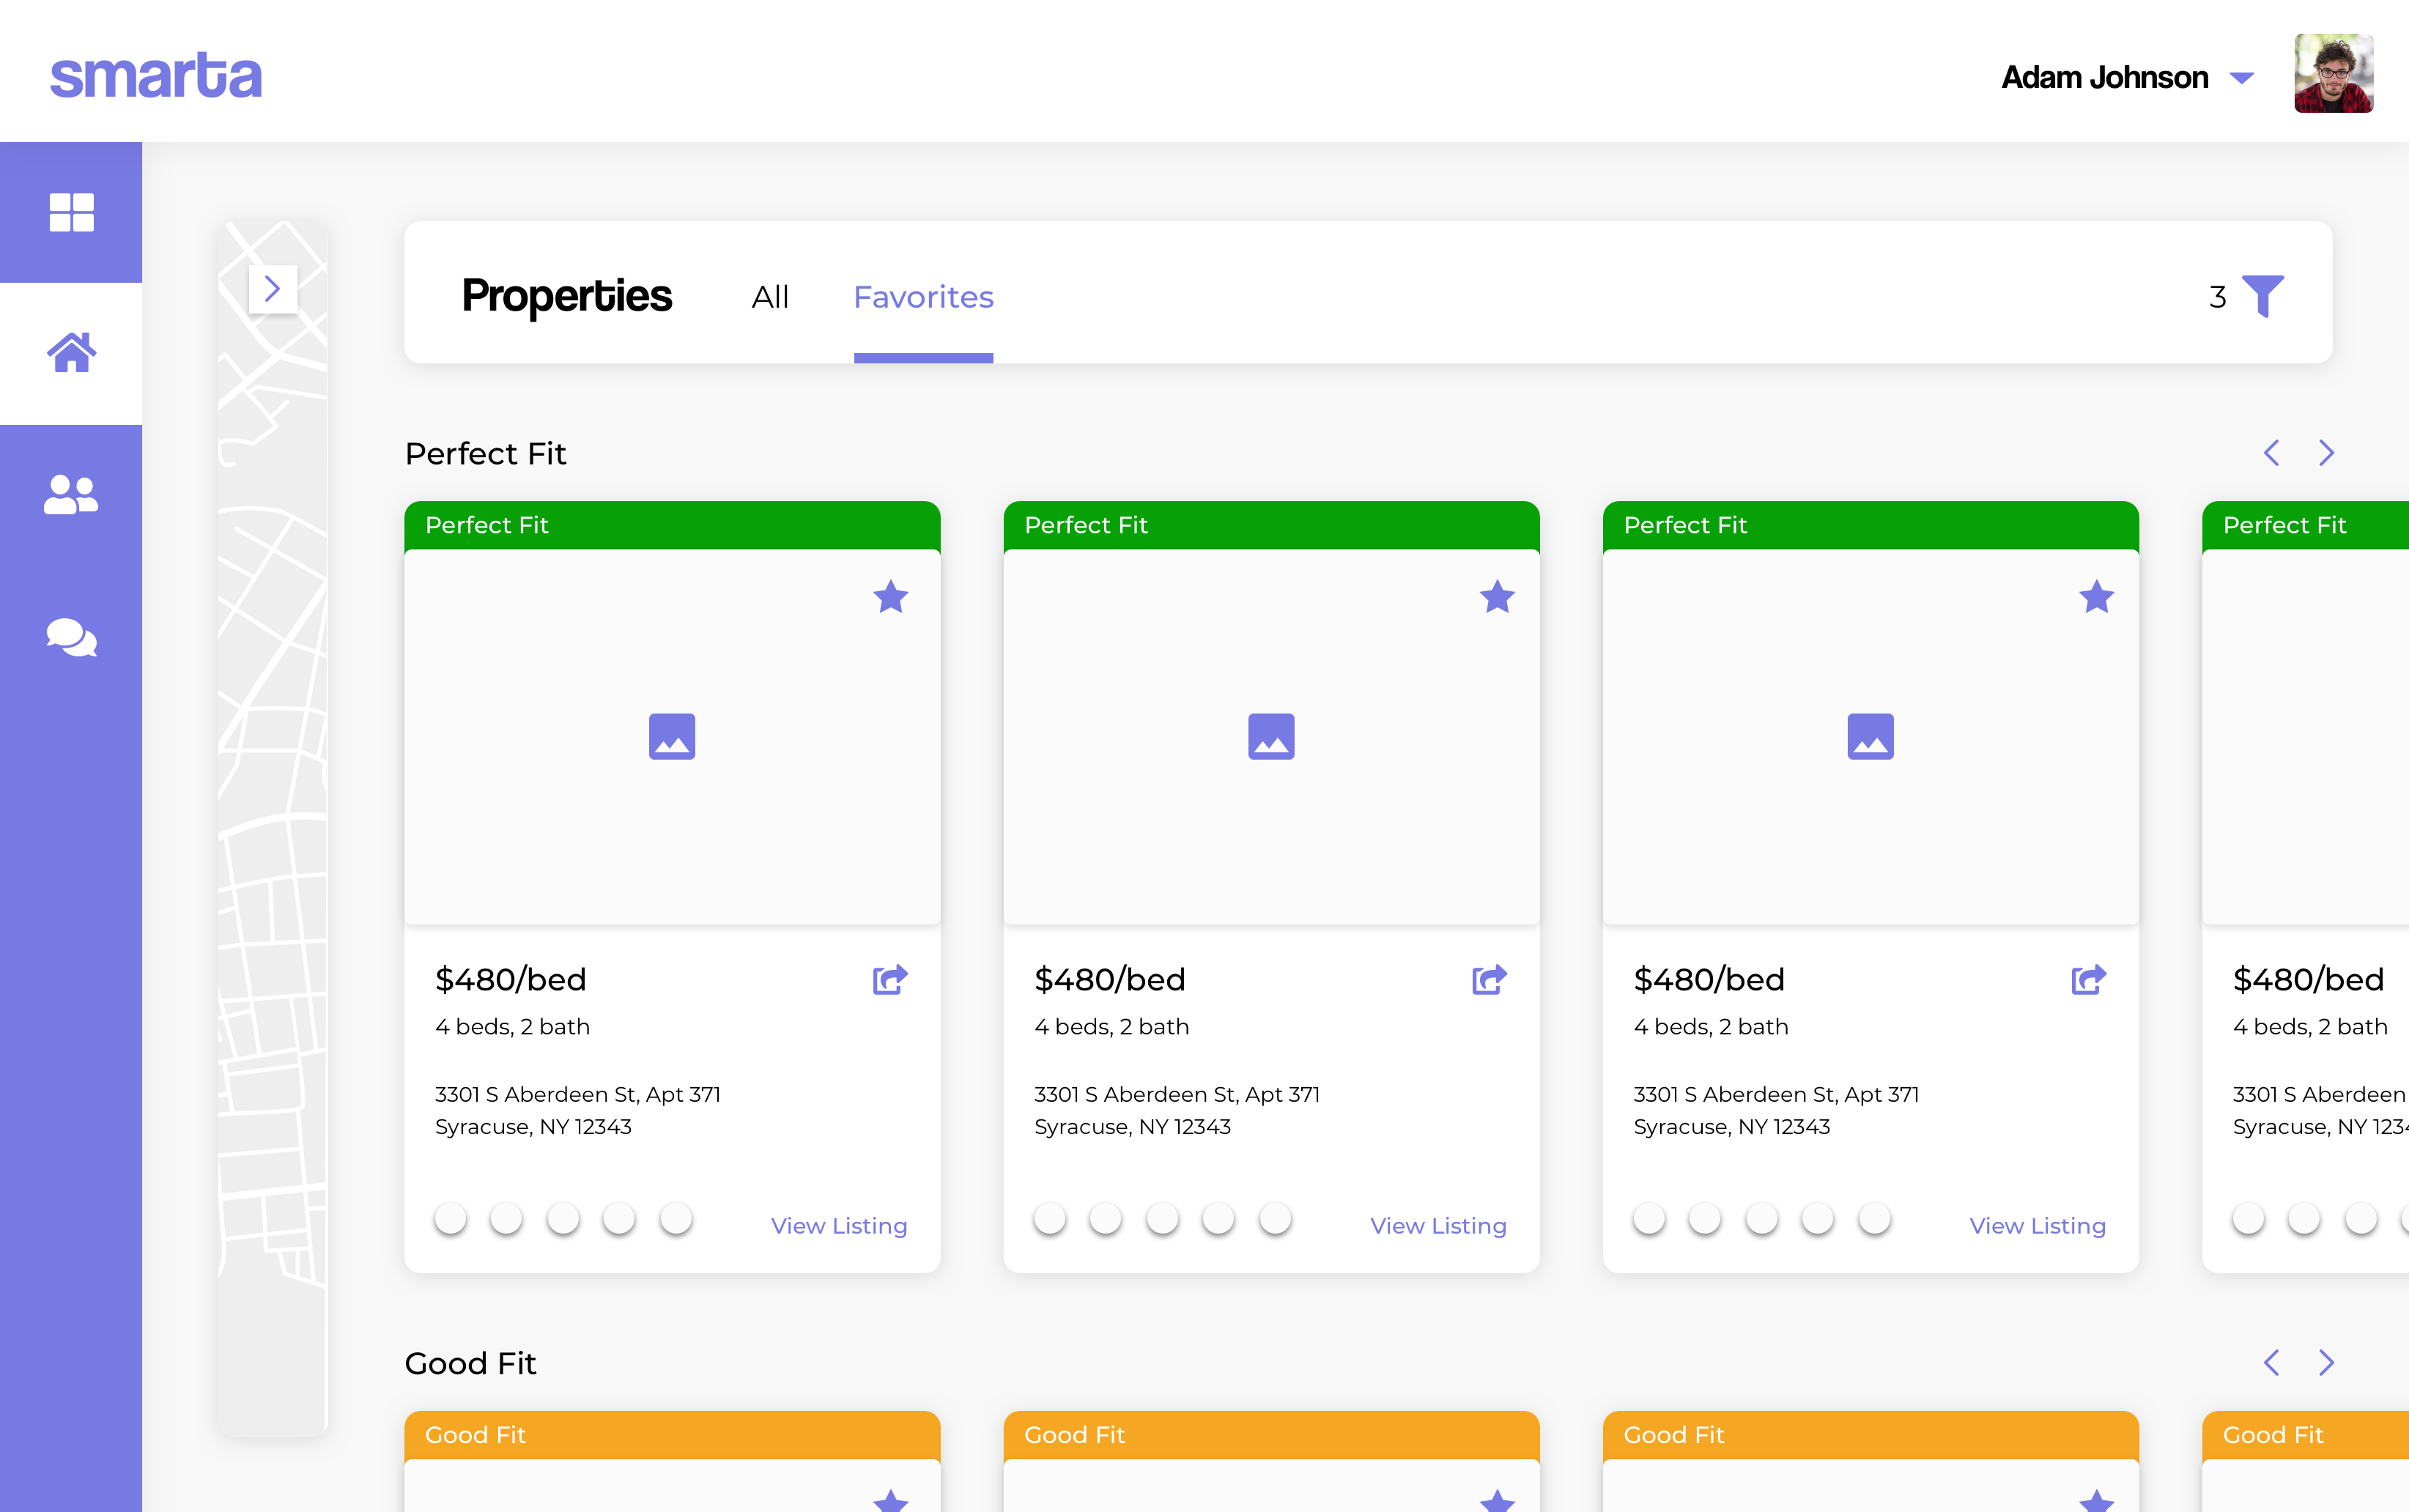 smarta
Adam Johnson
Properties All Favorites 3
Perfect Fit
Perfect Fit
$480/bed
4 beds, 2 bath
3301 S Aberdeen St, Apt 371
Syracuse, NY 12343
View Listing
Perfect Fit
$480/bed
4 beds, 2 bath
3301 S Aberdeen St, Apt 371
Syracuse, NY 12343
View Listing
Perfect Fit
$480/bed
4 beds, 2 bath
3301 S Aberdeen St, Apt 371
Syracuse, NY 12343
View Listing
Perfect Fit
$480/bed
4 beds, 2 bath
3301 S Aberdeen
Syracuse, NY 123
Good Fit
Good Fit
Good Fit
Good Fit
Good Fit